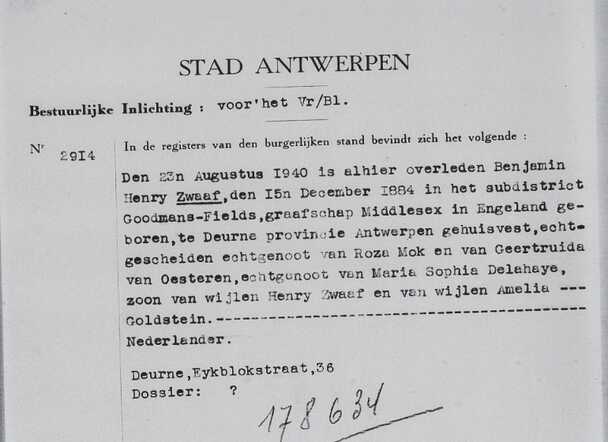 STAD ANTWERPEN
Bestuurlijke Inlichting : voor'het Vr/Bl.
Nr 29I4
In de registers van den burgerlijken stand bevindt zich het volgende :
Den 23n Augustus I940 is alhier overleden Benjamin
Henry Zwaaf,den I5n December I884 in het subdistrict
Goodmans-Fields,graafschap Middlesex in Engeland ge-
boren,te Deurne provincie Antwerpen gehuisvest,echt-
gescheiden echtgenoot van Roza Mok en van Geertruida
van Oesteren,echtgenoot van Maria Sophia Delahaye,
zoon van wijlen Henry Zwaaf en van wijlen Amelia ---
Goldstein.----------------------------------------
Nederlander.
Deurne,Eykblokstraat,36
Dossier: ?
178634